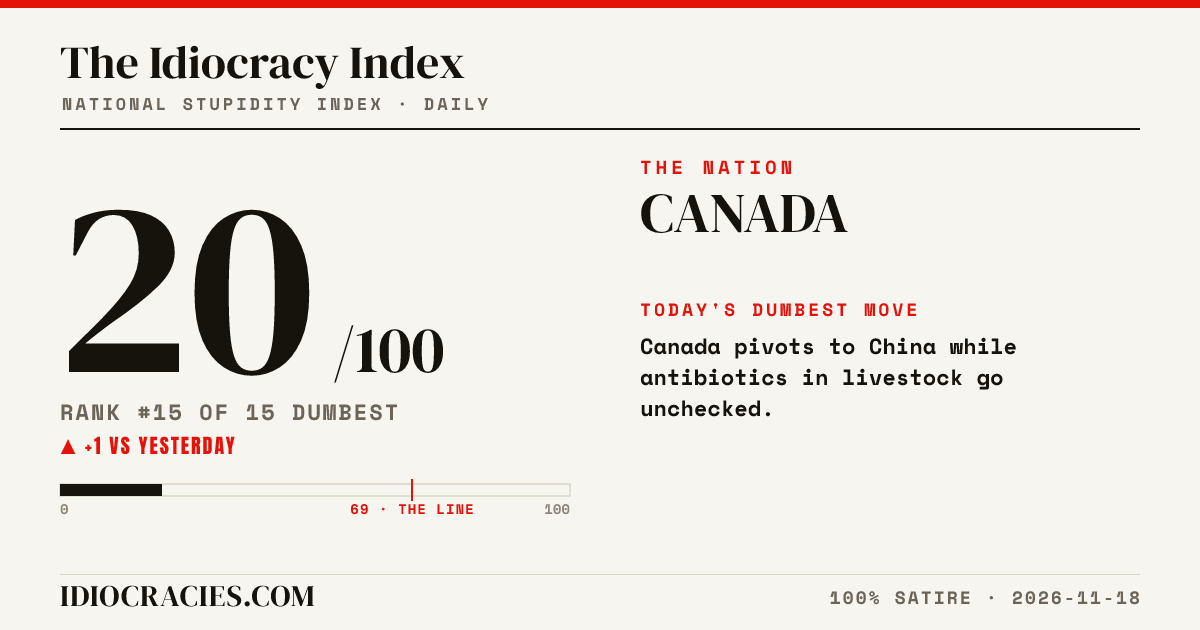 The Idiocracy Index
NATIONAL STUPIDITY INDEX · DAILY
20 /100
RANK #15 OF 15 DUMBEST
▲ +1 VS YESTERDAY
0 69 · THE LINE 100
THE NATION
CANADA
TODAY'S DUMBEST MOVE
Canada pivots to China while
antibiotics in livestock go
unchecked.
IDIOCRACIES.COM
100% SATIRE · 2026-11-18